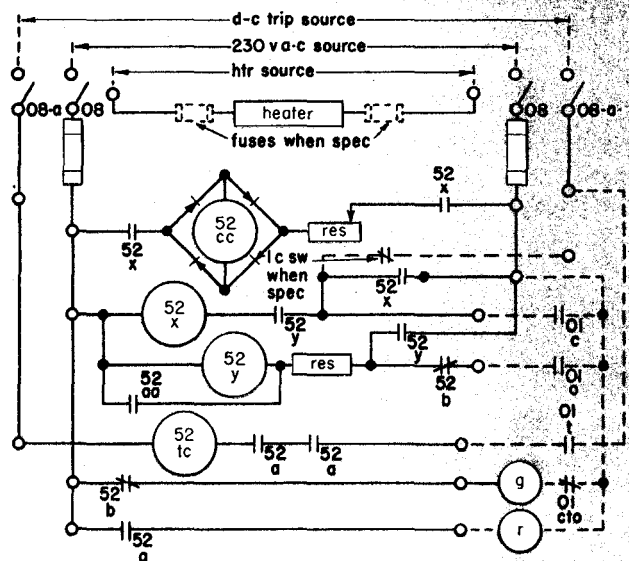 d-c trip source
230 v a-c source
htr source
08-a 08 heater 08 08-a
fuses when spec
52 x
52 cc
res
52 x
l c sw when spec
52 x
52 x
52 y
01 c
52 y
52 y
res
52 b
01 o
52 aa
01 t
52 tc
52 a
52 a
52 b
g
01 cto
52 a
r